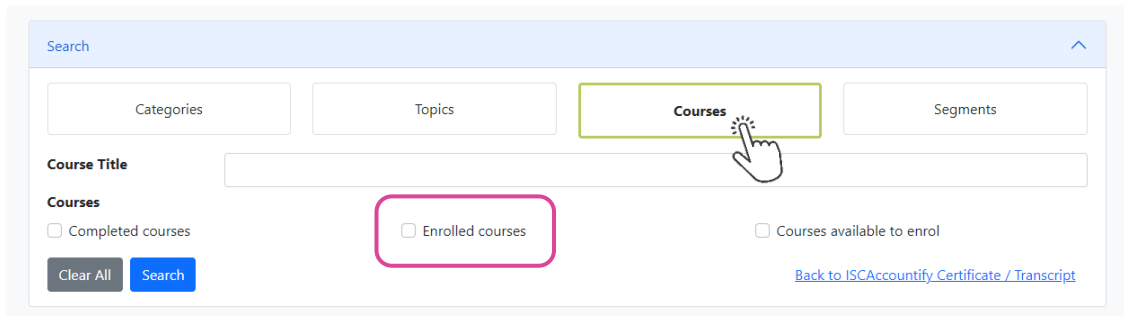 Search
Categories Topics Courses Segments
Course Title
Courses
Completed courses Enrolled courses Courses available to enrol
Clear All Search Back to ISCAccountify Certificate / Transcript